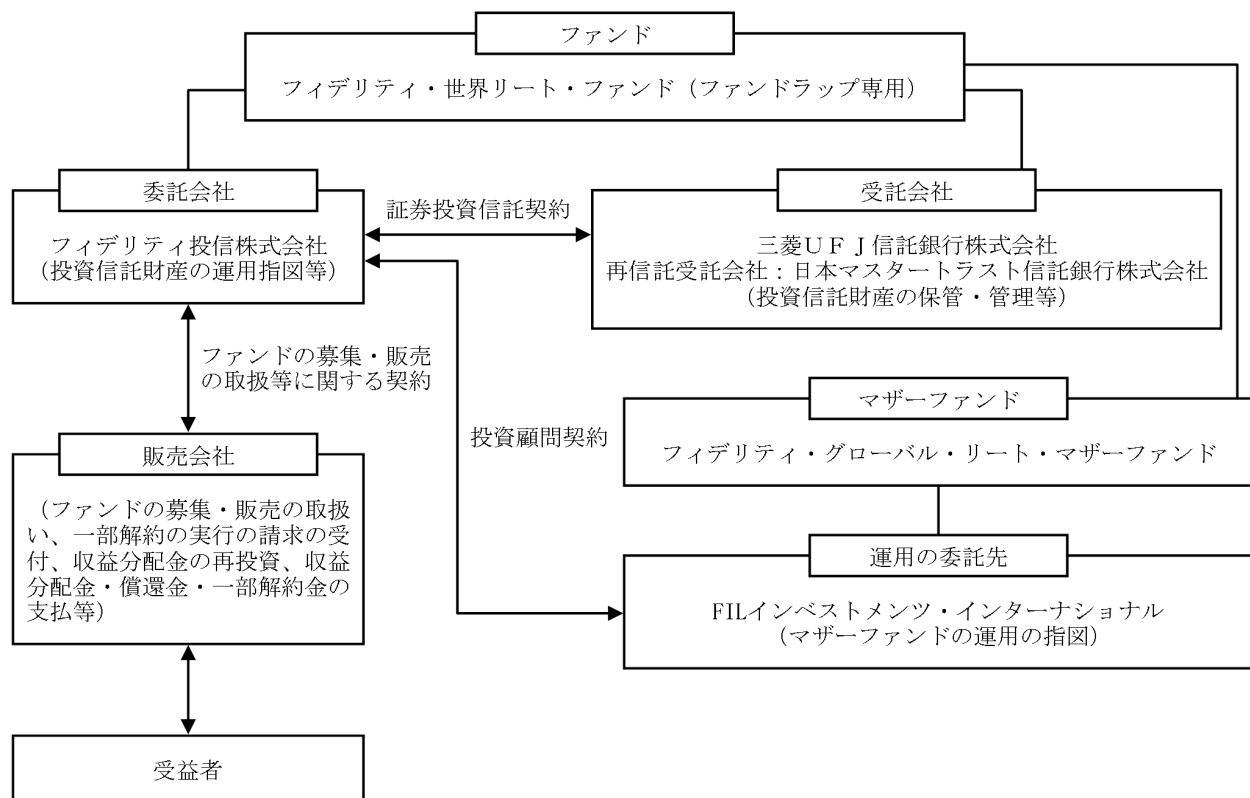 ファンド
フィデリティ・世界リート・ファンド（ファンドラップ専用）
委託会社
フィデリティ投信株式会社
（投資信託財産の運用指図等）
証券投資信託契約
受託会社
三菱ＵＦＪ信託銀行株式会社
再信託受託会社：日本マスタートラスト信託銀行株式会社
（投資信託財産の保管・管理等）
ファンドの募集・販売
の取扱等に関する契約
投資顧問契約
マザーファンド
フィデリティ・グローバル・リート・マザーファンド
販売会社
（ファンドの募集・販売の取扱
い、一部解約の実行の請求の受
付、収益分配金の再投資、収益
分配金・償還金・一部解約金の
支払等）
運用の委託先
FILインベストメンツ・インターナショナル
（マザーファンドの運用の指図）
受益者